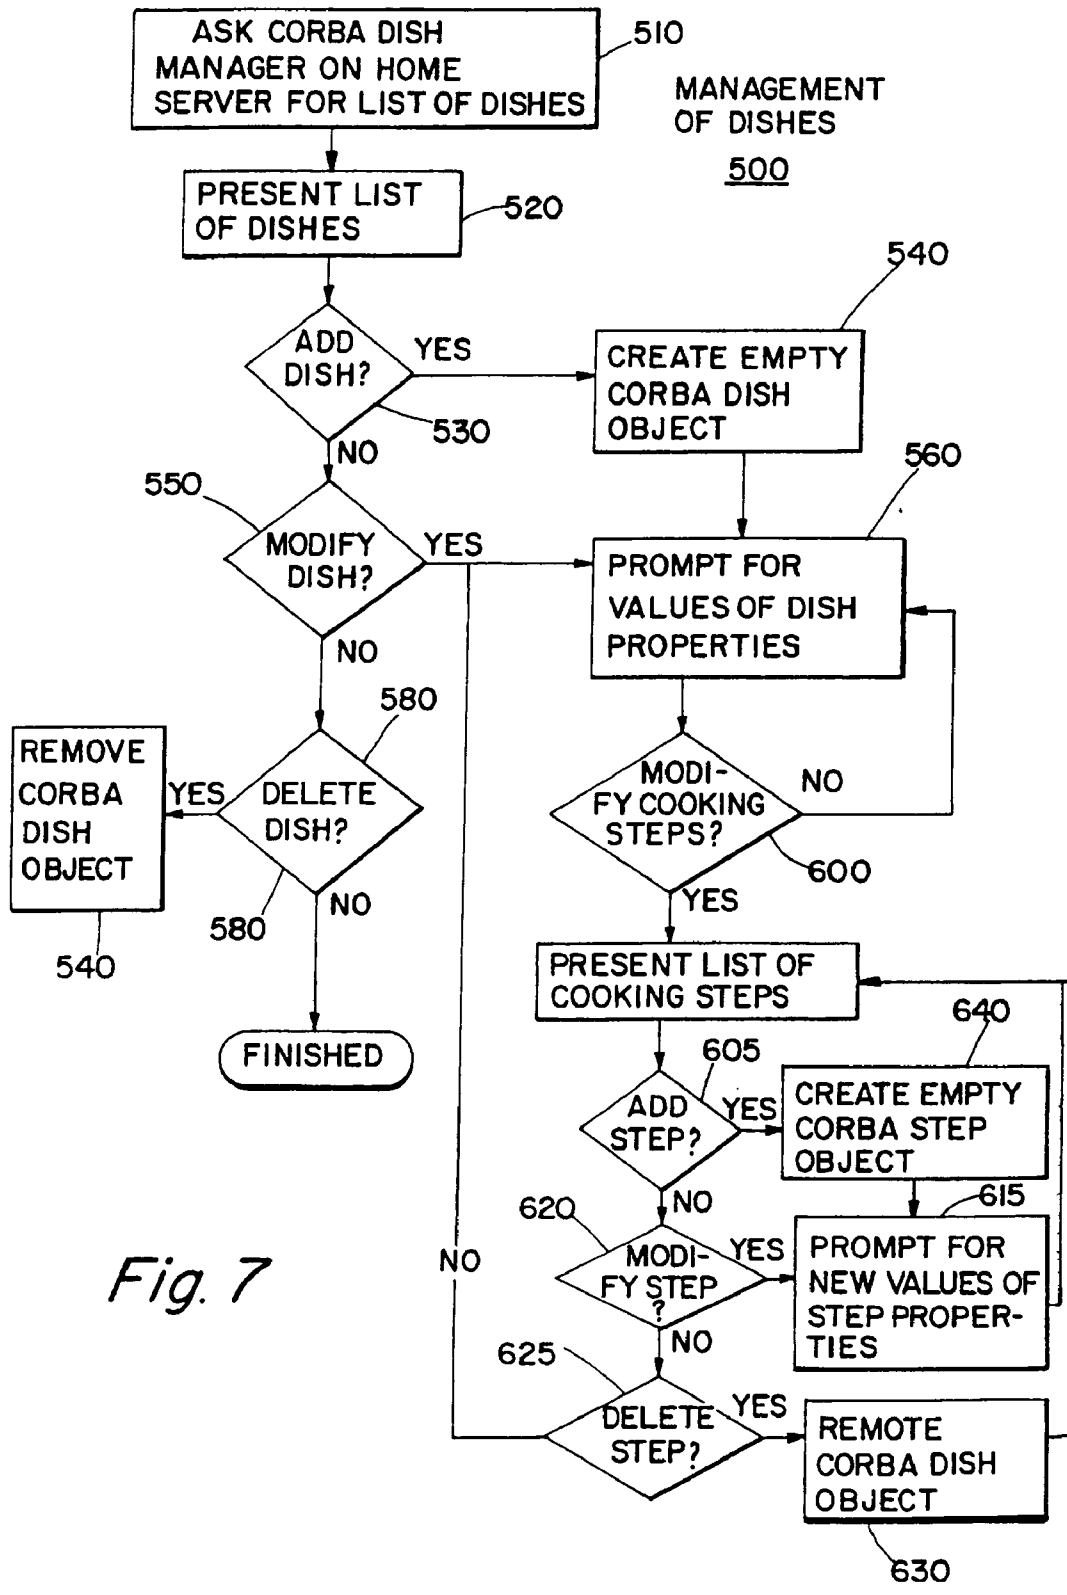 ASK CORBA DISH
MANAGER ON HOME
SERVER FOR LIST OF DISHES
510
MANAGEMENT
OF DISHES
500
PRESENT LIST
OF DISHES
520
ADD
DISH?
YES
530
NO
540
CREATE EMPTY
CORBA DISH
OBJECT
550
MODIFY
DISH?
YES
NO
560
PROMPT FOR
VALUES OF DISH
PROPERTIES
580
DELETE
DISH?
YES
580
NO
REMOVE
CORBA
DISH
OBJECT
540
FINISHED
MODI-
FY COOKING
STEPS?
NO
600
YES
PRESENT LIST OF
COOKING STEPS
605
ADD
STEP?
YES
NO
640
CREATE EMPTY
CORBA STEP
OBJECT
615
620
MODI-
FY STEP
?
YES
NO
PROMPT FOR
NEW VALUES OF
STEP PROPER-
TIES
NO
625
DELETE
STEP?
YES
REMOTE
CORBA DISH
OBJECT
630
Fig. 7